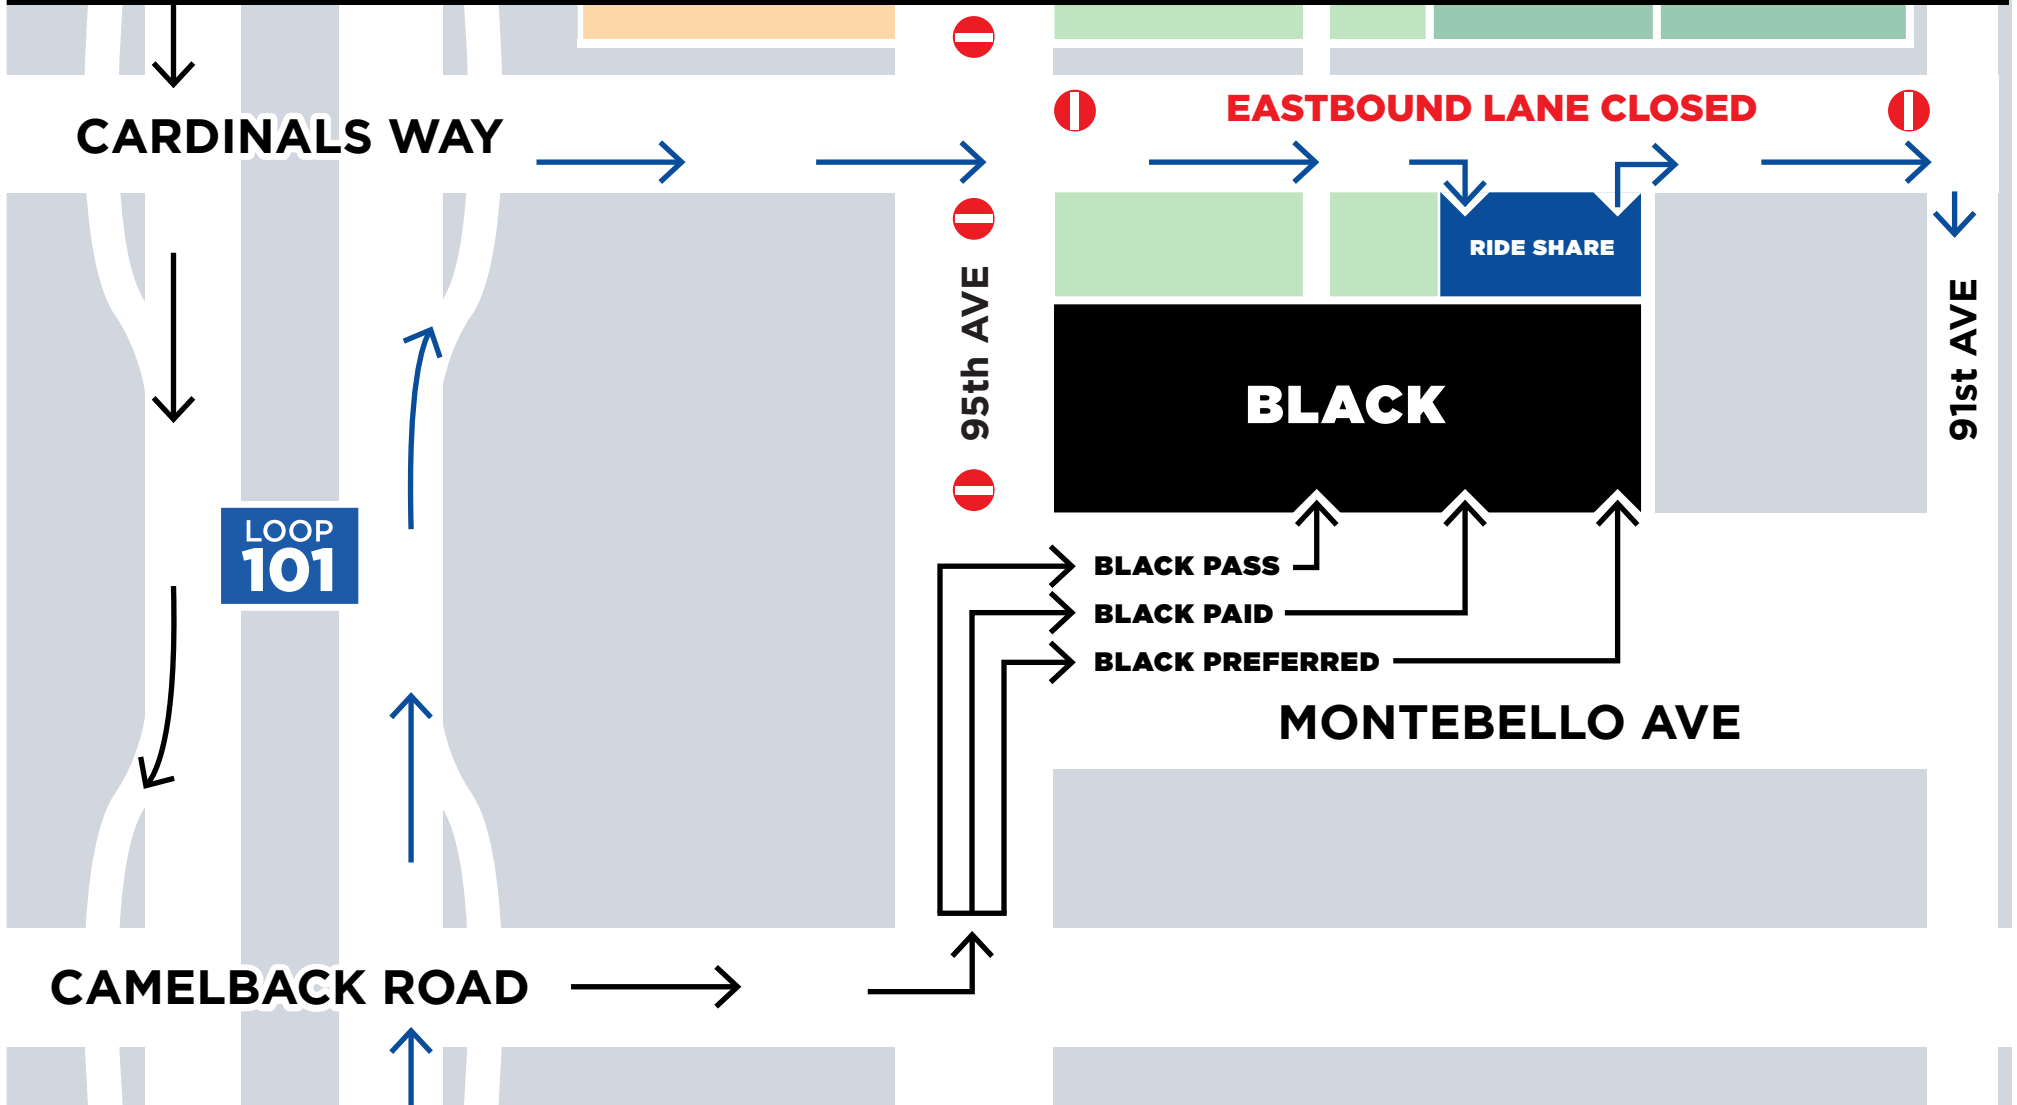 EASTBOUND LANE CLOSED
CARDINALS WAY
RIDE SHARE
95th AVE
91st AVE
BLACK
LOOP
101
BLACK PASS
BLACK PAID
BLACK PREFERRED
MONTEBELLO AVE
CAMELBACK ROAD